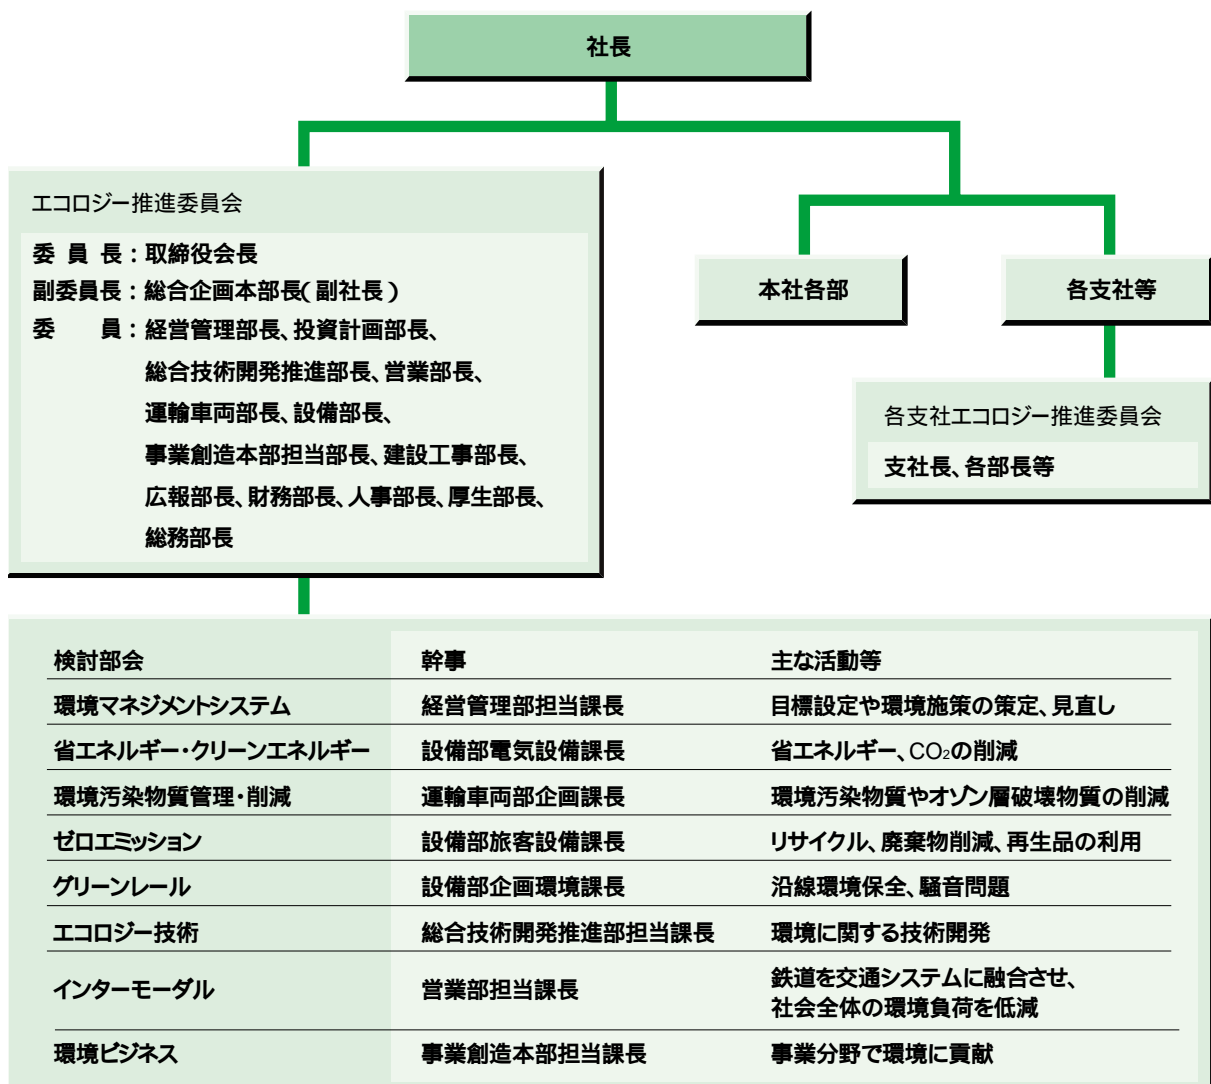 社長
エコロジー推進委員会
委員長：取締役会長
副委員長：総合企画本部長（副社長）
委員：経営管理部長、投資計画部長、
総合技術開発推進部長、営業部長、
運輸車両部長、設備部長、
事業創造本部担当部長、建設工事部長、
広報部長、財務部長、人事部長、厚生部長、
総務部長
本社各部
各支社等
各支社エコロジー推進委員会
支社長、各部長等
検討部会 幹事 主な活動等
環境マネジメントシステム 経営管理部担当課長 目標設定や環境施策の策定、見直し
省エネルギー・クリーンエネルギー 設備部電気設備課長 省エネルギー、CO₂の削減
環境汚染物質管理・削減 運輸車両部企画課長 環境汚染物質やオゾン層破壊物質の削減
ゼロエミッション 設備部旅客設備課長 リサイクル、廃棄物削減、再生品の利用
グリーンレール 設備部企画環境課長 沿線環境保全、騒音問題
エコロジー技術 総合技術開発推進部担当課長 環境に関する技術開発
インターモーダル 営業部担当課長 鉄道を交通システムに融合させ、
社会全体の環境負荷を低減
環境ビジネス 事業創造本部担当課長 事業分野で環境に貢献